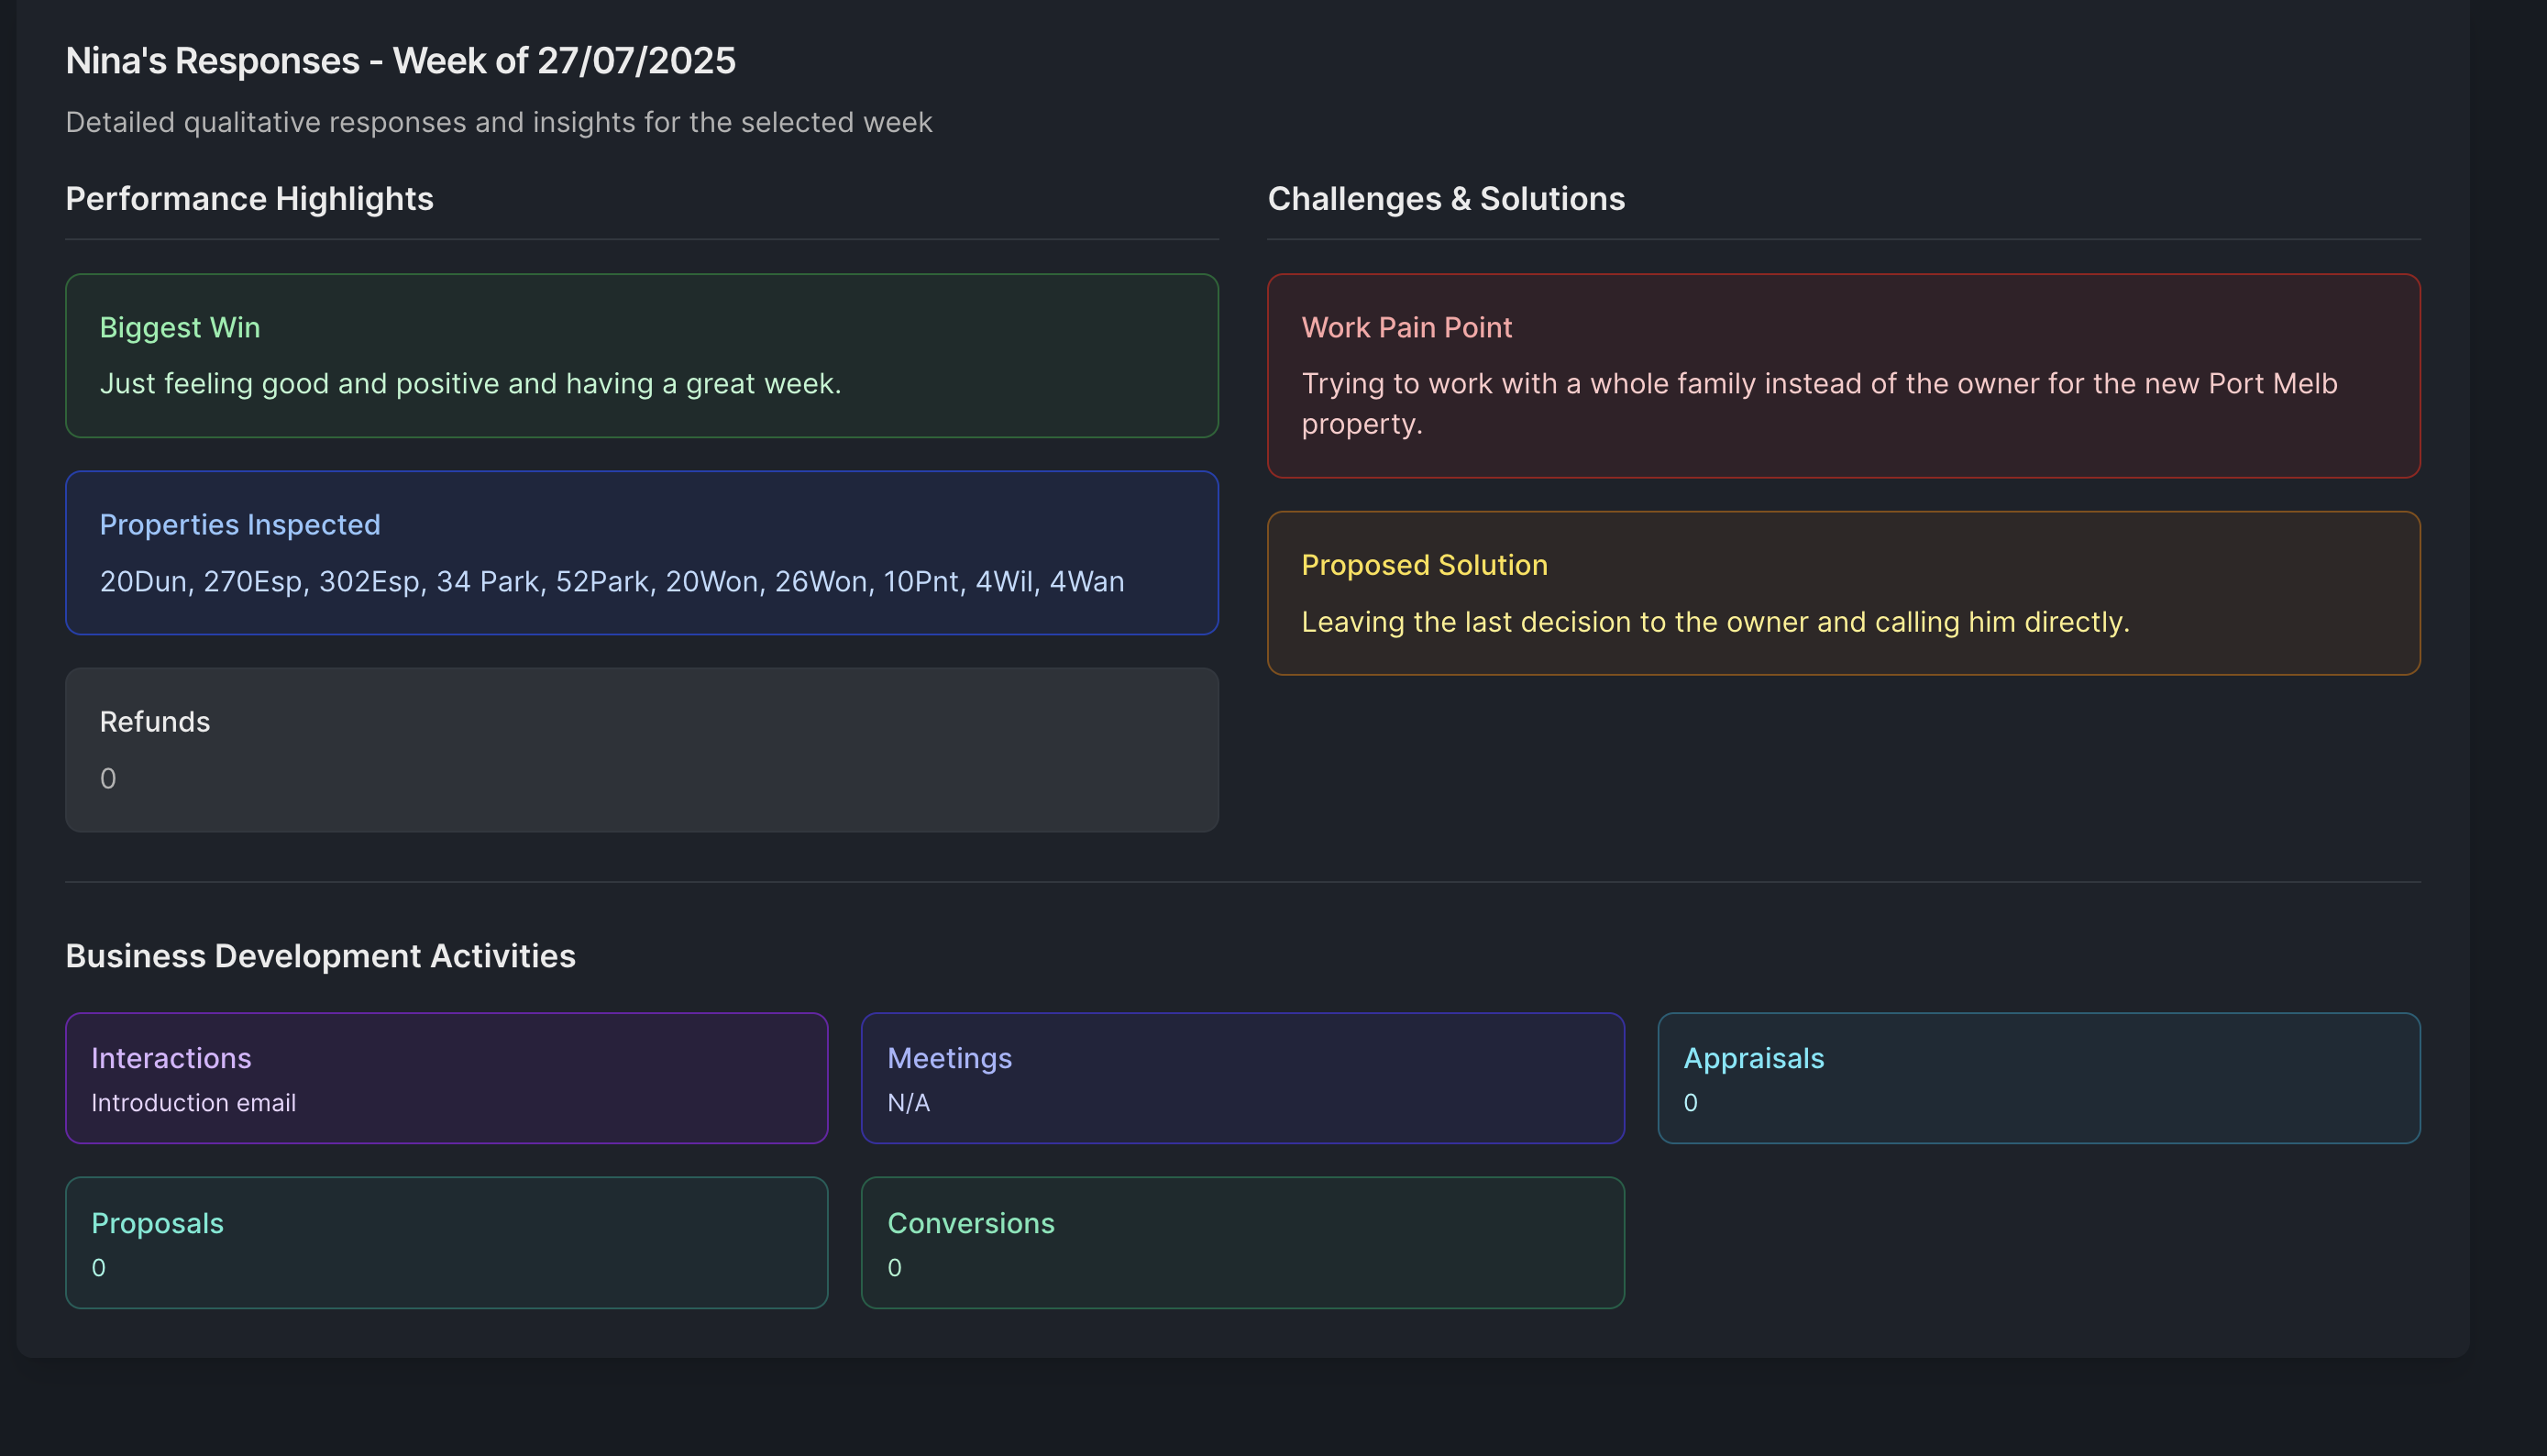 Nina's Responses - Week of 27/07/2025
Detailed qualitative responses and insights for the selected week
Performance Highlights
Biggest Win
Just feeling good and positive and having a great week.
Properties Inspected
20Dun, 270Esp, 302Esp, 34 Park, 52Park, 20Won, 26Won, 10Pnt, 4Wil, 4Wan
Refunds
0
Challenges & Solutions
Work Pain Point
Trying to work with a whole family instead of the owner for the new Port Melb
property.
Proposed Solution
Leaving the last decision to the owner and calling him directly.
Business Development Activities
Interactions
Introduction email
Meetings
N/A
Appraisals
0
Proposals
0
Conversions
0